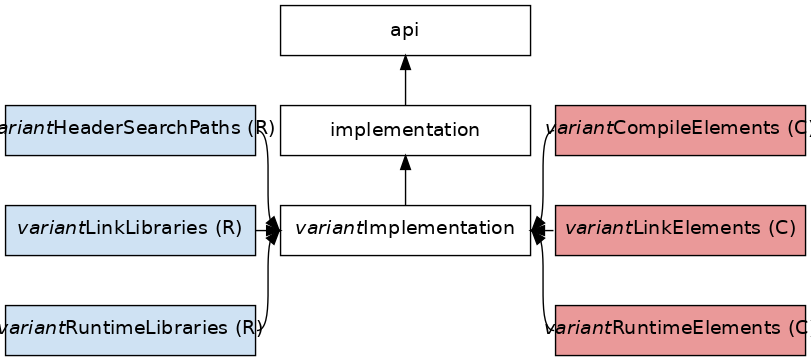 api
variantHeaderSearchPaths (R)
implementation
variantCompileElements (C)
variantLinkLibraries (R)
variantImplementation
variantLinkElements (C)
variantRuntimeLibraries (R)
variantRuntimeElements (C)